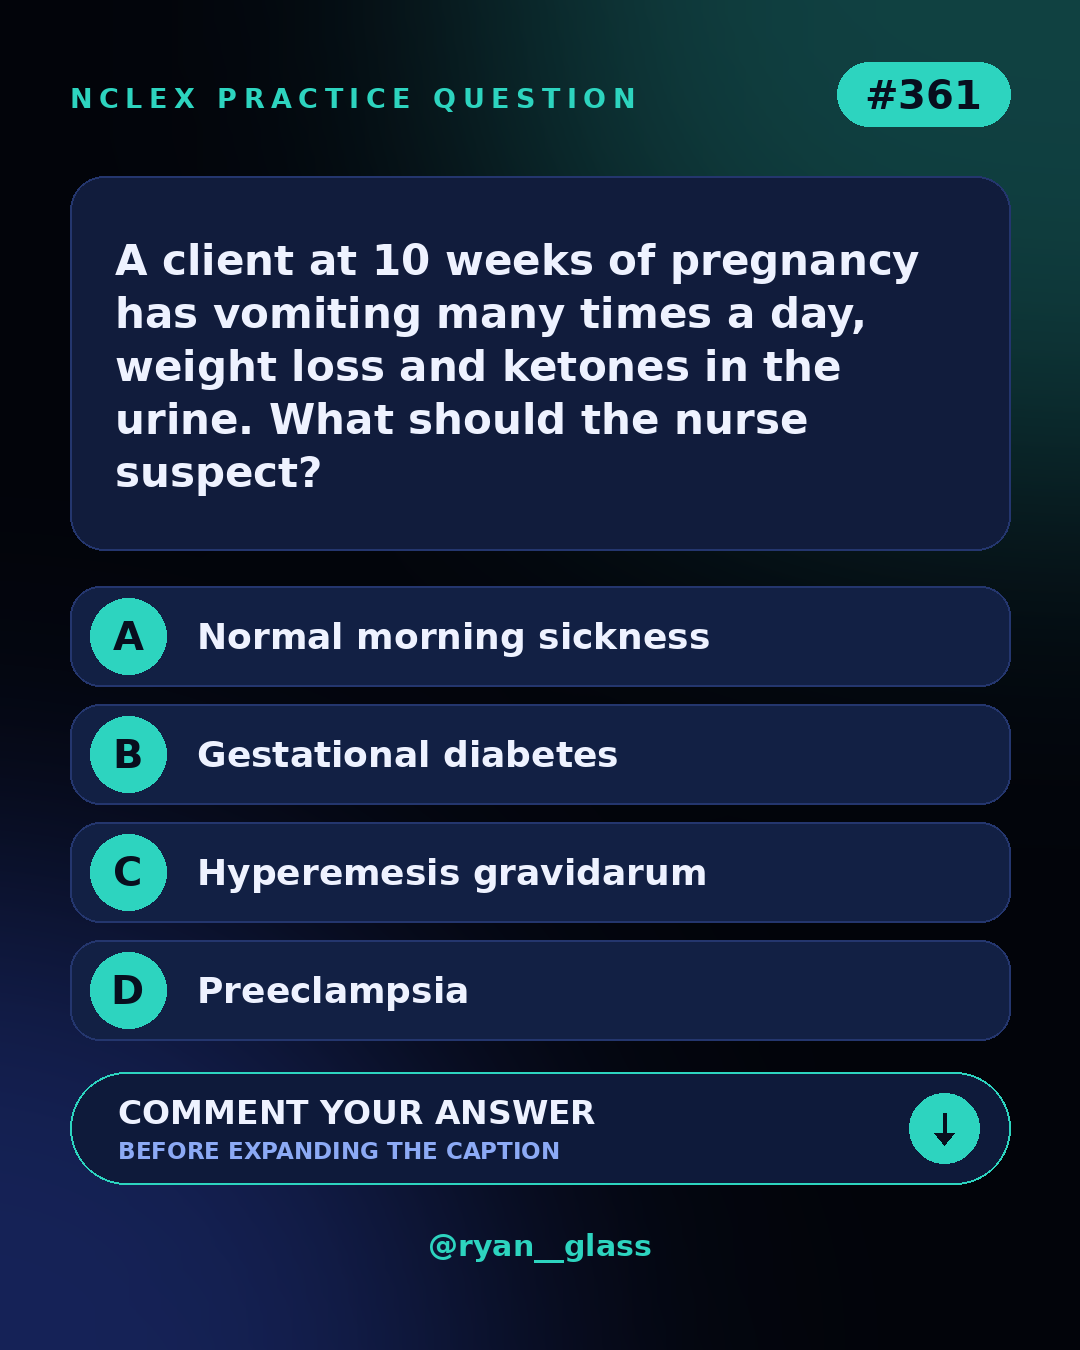 NCLEX PRACTICE QUESTION
#361
A client at 10 weeks of pregnancy
has vomiting many times a day,
weight loss and ketones in the
urine. What should the nurse
suspect?
A Normal morning sickness
B Gestational diabetes
C Hyperemesis gravidarum
D Preeclampsia
COMMENT YOUR ANSWER
BEFORE EXPANDING THE CAPTION
@ryan__glass